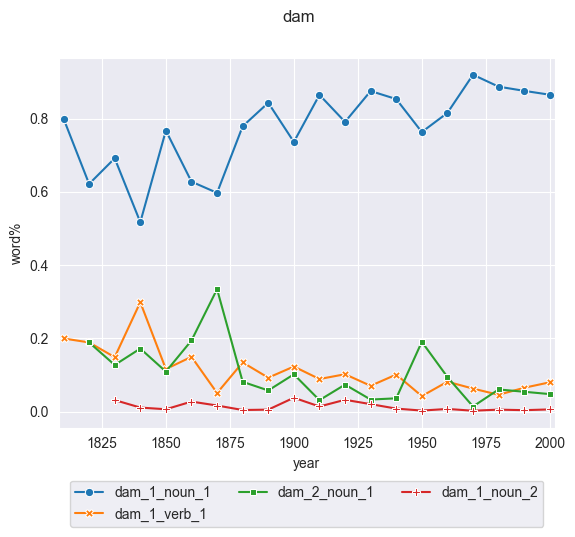 dam
0.8
0.6
0.4
0.2
0.0
word%
1825 1850 1875 1900 1925 1950 1975 2000
year
dam_1_noun_1 dam_2_noun_1 dam_1_noun_2
dam_1_verb_1